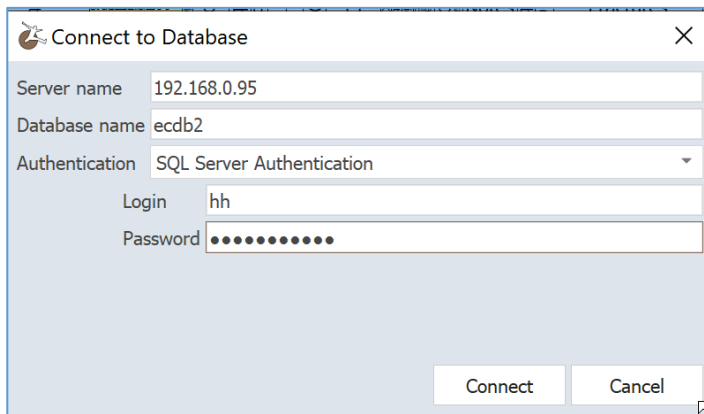 Connect to Database
Server name 192.168.0.95
Database name ecdb2
Authentication SQL Server Authentication
Login hh
Password ●●●●●●●●●●●
Connect Cancel